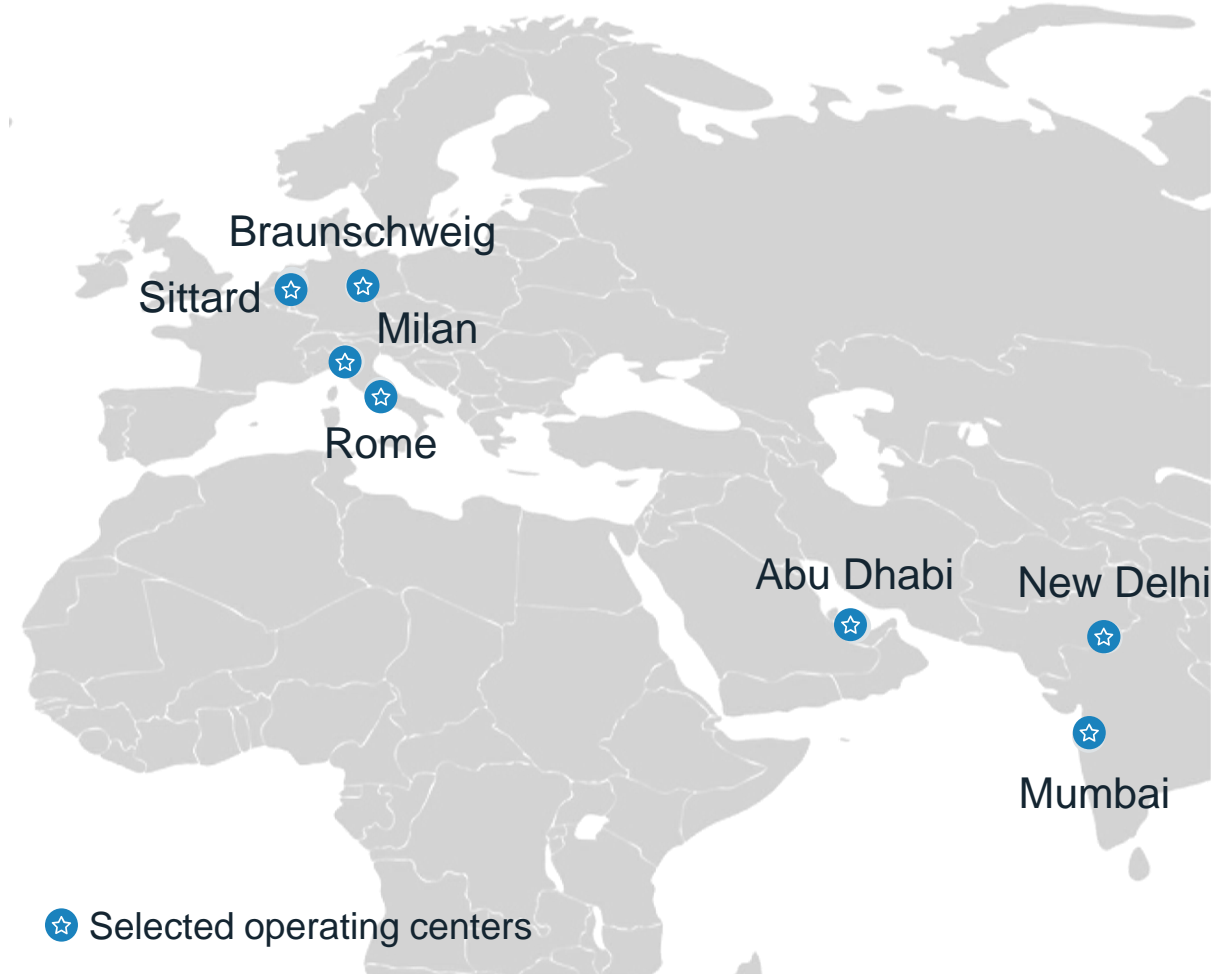 Braunschweig
Sittard
Milan
Rome
Abu Dhabi
New Delhi
Mumbai
Selected operating centers